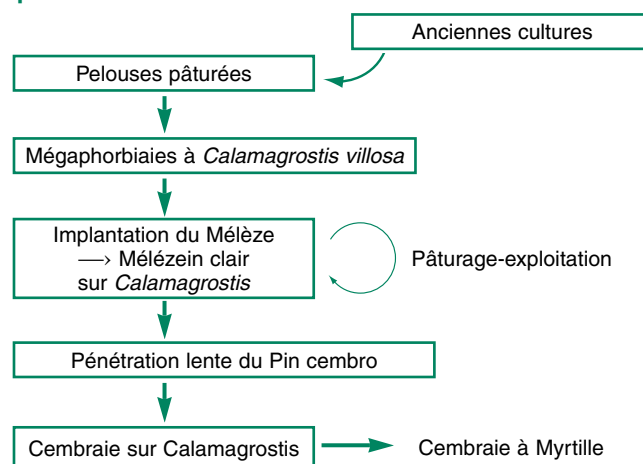 Anciennes cultures
Pelouses pâturées
Mégaphorbiaies à Calamagrostis villosa
Implantation du Mélèze
⟶ Mélézein clair
sur Calamagrostis
Pâturage-exploitation
Pénétration lente du Pin cembro
Cembraie sur Calamagrostis
Cembraie à Myrtille